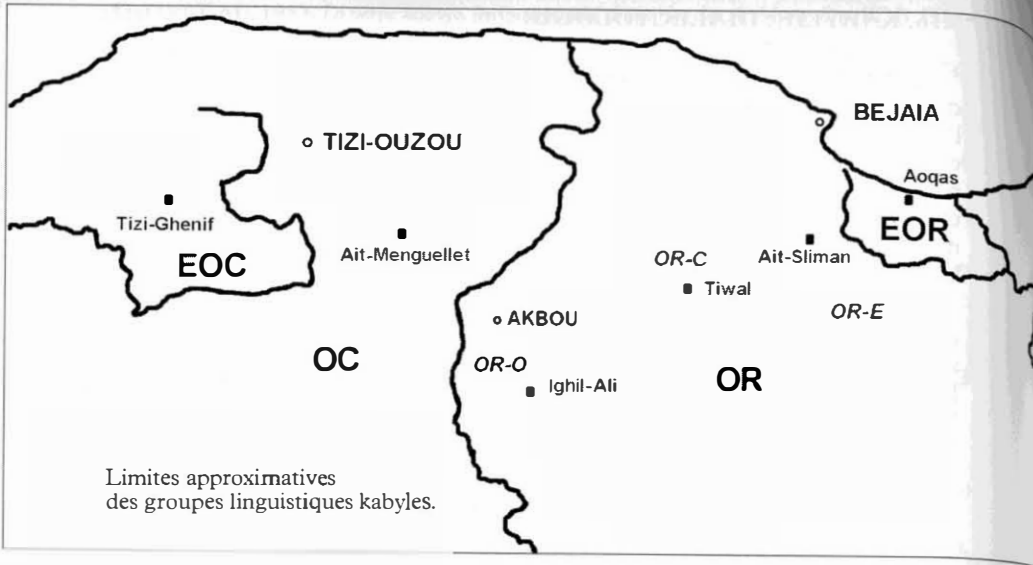 BEJAIA
TIZI-OUZOU
Aoqas
Tizi-Ghenif
EOR
Ait-Menguellet
EOC
OR-C
Ait-Sliman
Tiwal
OR-E
AKBOU
OC
OR-O
OR
Ighil-Ali
Limites approximatives
des groupes linguistiques kabyles.